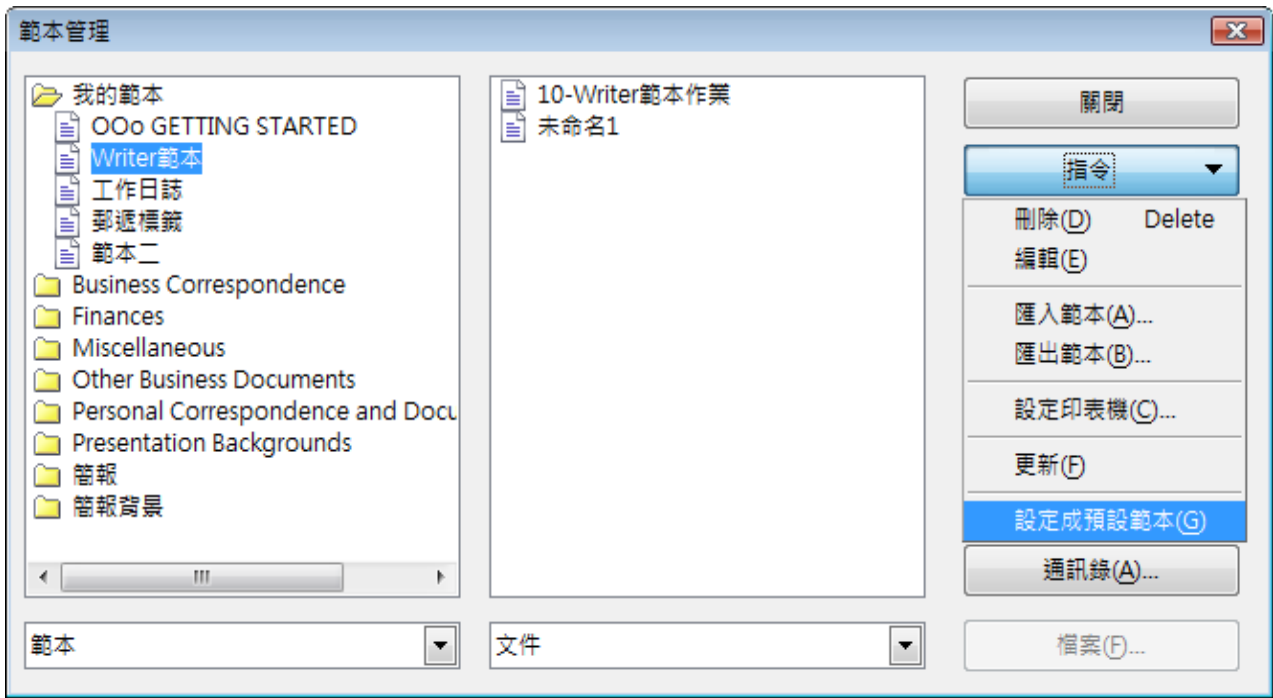 範本管理
我的範本
OOo GETTING STARTED
Writer範本
工作日誌
郵遞標籤
範本二
Business Correspondence
Finances
Miscellaneous
Other Business Documents
Personal Correspondence and Docu
Presentation Backgrounds
簡報
簡報背景
範本
10-Writer範本作業
未命名1
文件
關閉
指令
刪除(D) Delete
編輯(E)
匯入範本(A)...
匯出範本(B)...
設定印表機(C)...
更新(F)
設定成預設範本(G)
通訊錄(A)...
檔案(F)...